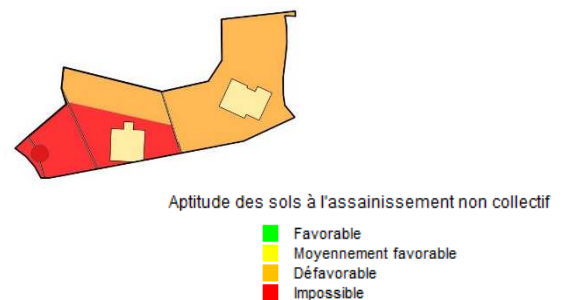 Aptitude des sols à l'assainissement non collectif
Favorable
Moyennement favorable
Défavorable
Impossible